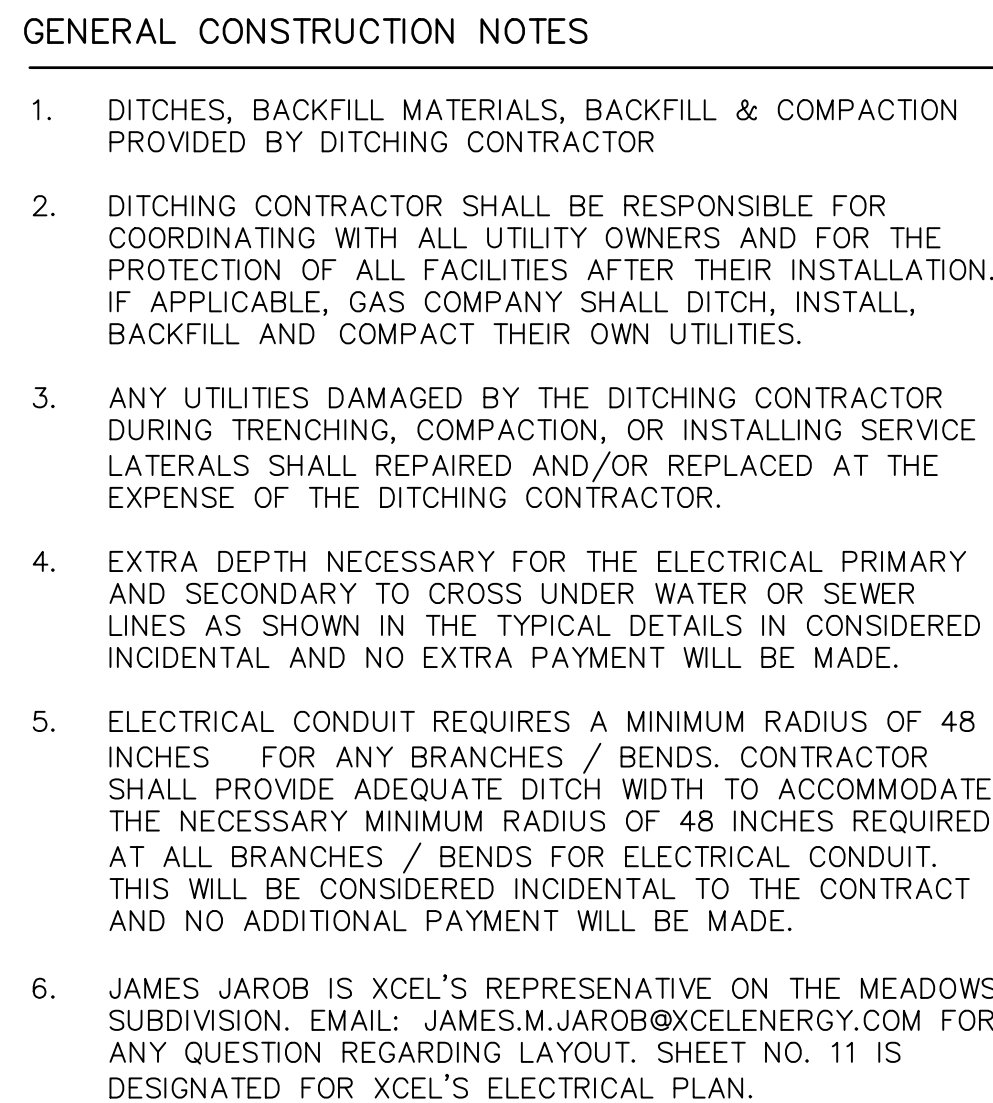 GENERAL CONSTRUCTION NOTES
1. DITCHES, BACKFILL MATERIALS, BACKFILL & COMPACTION
PROVIDED BY DITCHING CONTRACTOR
2. DITCHING CONTRACTOR SHALL BE RESPONSIBLE FOR
COORDINATING WITH ALL UTILITY OWNERS AND FOR THE
PROTECTION OF ALL FACILITIES AFTER THEIR INSTALLATION.
IF APPLICABLE, GAS COMPANY SHALL DITCH, INSTALL,
BACKFILL AND COMPACT THEIR OWN UTILITIES.
3. ANY UTILITIES DAMAGED BY THE DITCHING CONTRACTOR
DURING TRENCHING, COMPACTION, OR INSTALLING SERVICE
LATERALS SHALL REPAIRED AND/OR REPLACED AT THE
EXPENSE OF THE DITCHING CONTRACTOR.
4. EXTRA DEPTH NECESSARY FOR THE ELECTRICAL PRIMARY
AND SECONDARY TO CROSS UNDER WATER OR SEWER
LINES AS SHOWN IN THE TYPICAL DETAILS IN CONSIDERED
INCIDENTAL AND NO EXTRA PAYMENT WILL BE MADE.
5. ELECTRICAL CONDUIT REQUIRES A MINIMUM RADIUS OF 48
INCHES FOR ANY BRANCHES / BENDS. CONTRACTOR
SHALL PROVIDE ADEQUATE DITCH WIDTH TO ACCOMMODATE
THE NECESSARY MINIMUM RADIUS OF 48 INCHES REQUIRED
AT ALL BRANCHES / BENDS FOR ELECTRICAL CONDUIT.
THIS WILL BE CONSIDERED INCIDENTAL TO THE CONTRACT
AND NO ADDITIONAL PAYMENT WILL BE MADE.
6. JAMES JAROB IS XCEL'S REPRESENATIVE ON THE MEADOWS
SUBDIVISION. EMAIL: JAMES.M.JAROB@XCELENERGY.COM FOR
ANY QUESTION REGARDING LAYOUT. SHEET NO. 11 IS
DESIGNATED FOR XCEL'S ELECTRICAL PLAN.